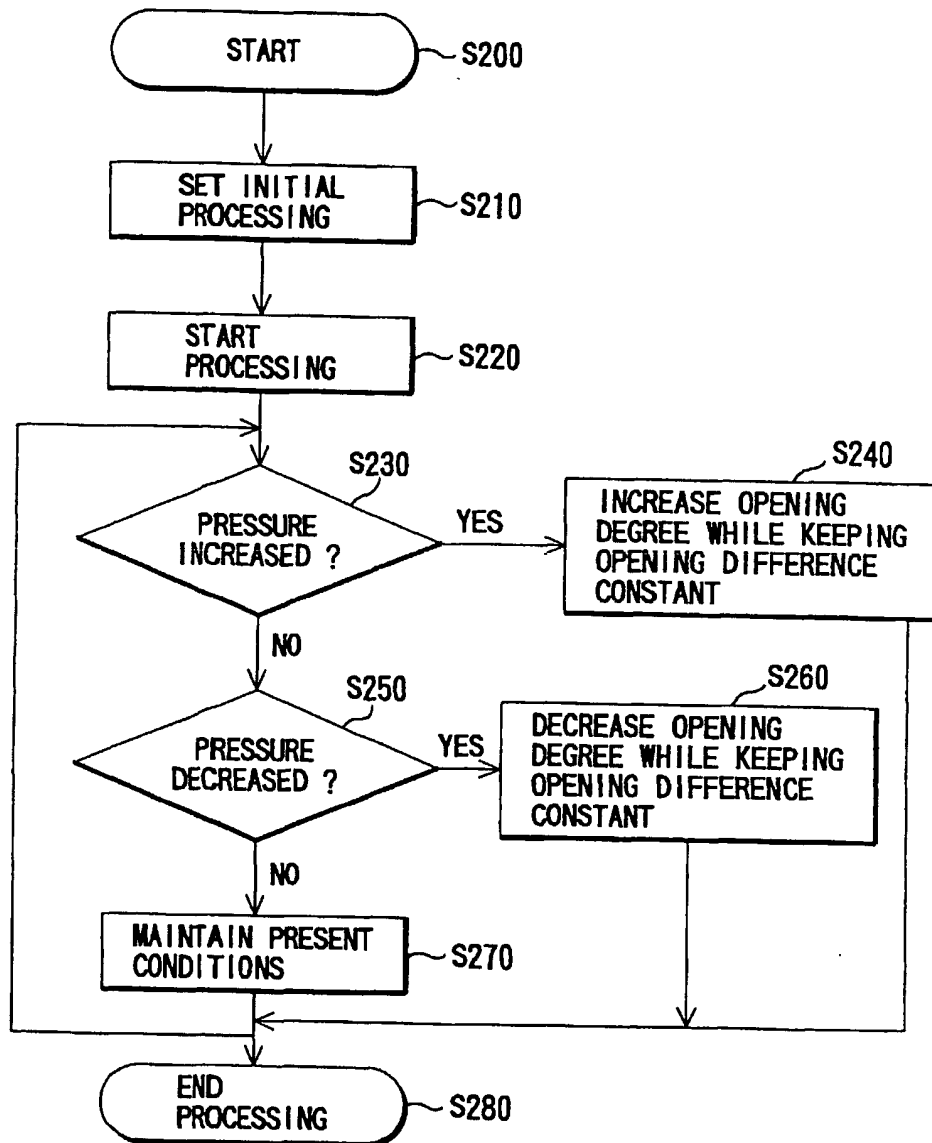 START
S200
SET INITIAL
PROCESSING
S210
START
PROCESSING
S220
S230
PRESSURE
INCREASED ?
YES
S240
INCREASE OPENING
DEGREE WHILE KEEPING
OPENING DIFFERENCE
CONSTANT
NO
S250
PRESSURE
DECREASED ?
YES
S260
DECREASE OPENING
DEGREE WHILE KEEPING
OPENING DIFFERENCE
CONSTANT
NO
MAINTAIN PRESENT
CONDITIONS
S270
END
PROCESSING
S280